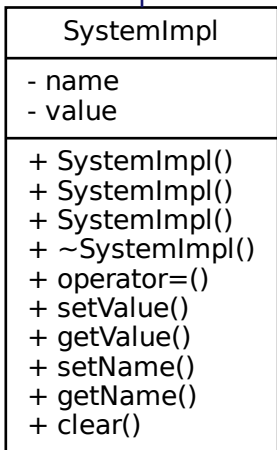 SystemImpl
- name
- value
+ SystemImpl()
+ SystemImpl()
+ SystemImpl()
+ ~SystemImpl()
+ operator=()
+ setValue()
+ getValue()
+ setName()
+ getName()
+ clear()